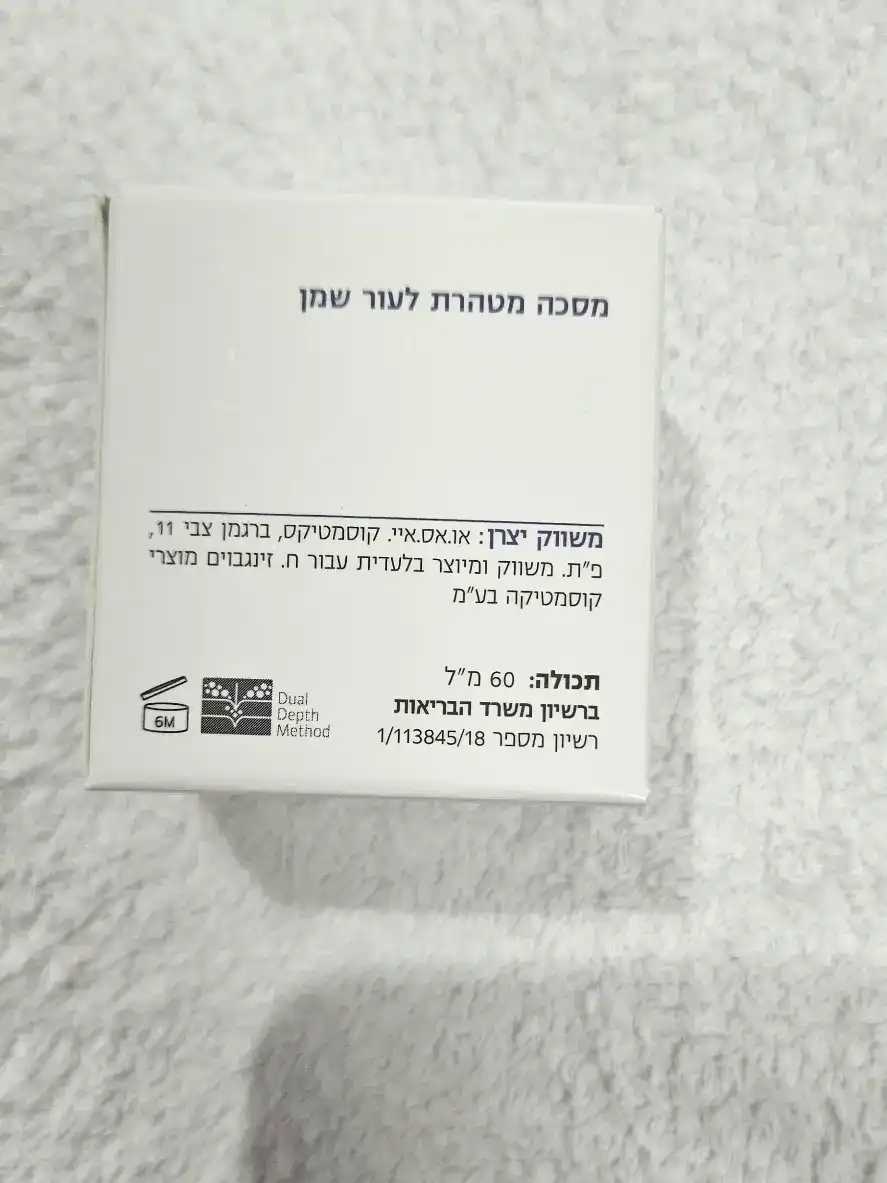 מסכה מטהרת לעור שמן
משווק יצרן: או.אס.איי. קוסמטיקס, ברגמן צבי 11,
פ״ת. משווק ומיוצר בלעדית עבור ח. זינגבוים מוצרי
קוסמטיקה בע״מ
תכולה: 60 מ״ל
ברשיון משרד הבריאות
רשיון מספר 1/113845/18
Dual
Depth
Method
6M